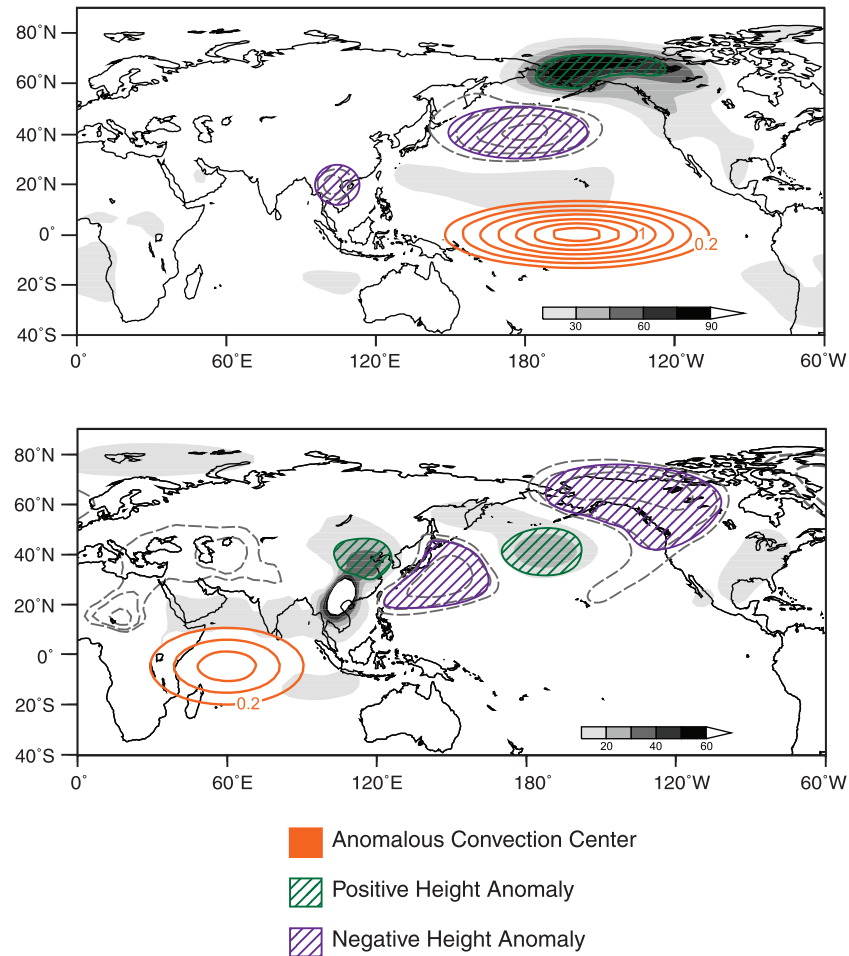 80˚N
60˚N
40˚N
20˚N
0˚
20˚S
40˚S
1
0.2
30 60 90
0˚ 60˚E 120˚E 180˚ 120˚W 60˚W
80˚N
60˚N
40˚N
20˚N
0˚
20˚S
40˚S
0.2
20 40 60
0˚ 60˚E 120˚E 180˚ 120˚W 60˚W
Anomalous Convection Center
Positive Height Anomaly
Negative Height Anomaly